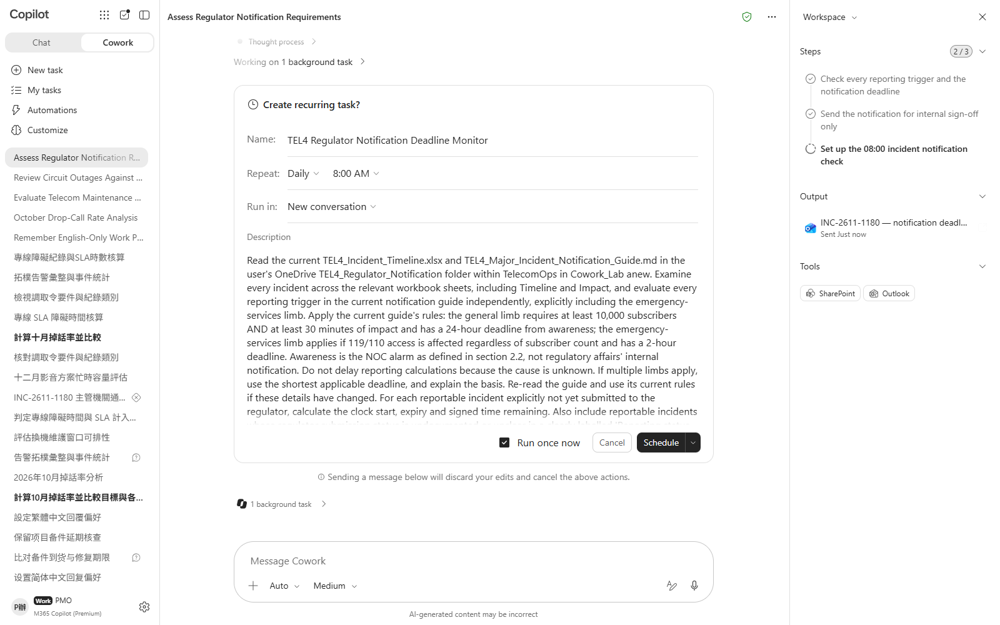 Copilot
Chat
Cowork
New task
My tasks
Automations
Customize
Assess Regulator Notification R...
Review Circuit Outages Against ...
Evaluate Telecom Maintenance ...
October Drop-Call Rate Analysis
Remember English-Only Work P...
專線障礙紀錄與SLA時數核算
拓樸告警彙整與事件統計
檢視調取令要件與紀錄類別
專線 SLA 障礙時間核算
計算十月掉話率並比較
核對調取令要件與紀錄類別
十二月影音方案忙時容量評估
INC-2611-1180 主管機關通...
判定專線障礙時間與 SLA 計入...
評估換機維護窗口可排性
告警拓樸彙整與事件統計
2026年10月掉話率分析
計算10月掉話率並比較目標與各...
設定繁體中文回覆偏好
保留项目备件延期核查
比对备件到货与修复期限
设置简体中文回复偏好
P辦
Work PMO
M365 Copilot (Premium)
Assess Regulator Notification Requirements
Thought process
Working on 1 background task
Create recurring task?
Name: TEL4 Regulator Notification Deadline Monitor
Repeat: Daily 8:00 AM
Run in: New conversation
Description
Read the current TEL4_Incident_Timeline.xlsx and TEL4_Major_Incident_Notification_Guide.md in the
user's OneDrive TEL4_Regulator_Notification folder within TelecomOps in Cowork_Lab anew. Examine
every incident across the relevant workbook sheets, including Timeline and Impact, and evaluate every
reporting trigger in the current notification guide independently, explicitly including the emergency-
services limb. Apply the current guide's rules: the general limb requires at least 10,000 subscribers
AND at least 30 minutes of impact and has a 24-hour deadline from awareness; the emergency-
services limb applies if 119/110 access is affected regardless of subscriber count and has a 2-hour
deadline. Awareness is the NOC alarm as defined in section 2.2, not regulatory affairs' internal
notification. Do not delay reporting calculations because the cause is unknown. If multiple limbs apply,
use the shortest applicable deadline, and explain the basis. Re-read the guide and use its current rules
if these details have changed. For each reportable incident explicitly not yet submitted to the
regulator, calculate the clock start, expiry and signed time remaining. Also include reportable incidents
Run once now
Cancel
Schedule
Sending a message below will discard your edits and cancel the above actions.
1 background task
Message Cowork
Auto
Medium
AI-generated content may be incorrect
Workspace
Steps
2 / 3
Check every reporting trigger and the
notification deadline
Send the notification for internal sign-off
only
Set up the 08:00 incident notification
check
Output
INC-2611-1180 — notification deadl...
Sent Just now
Tools
SharePoint
Outlook